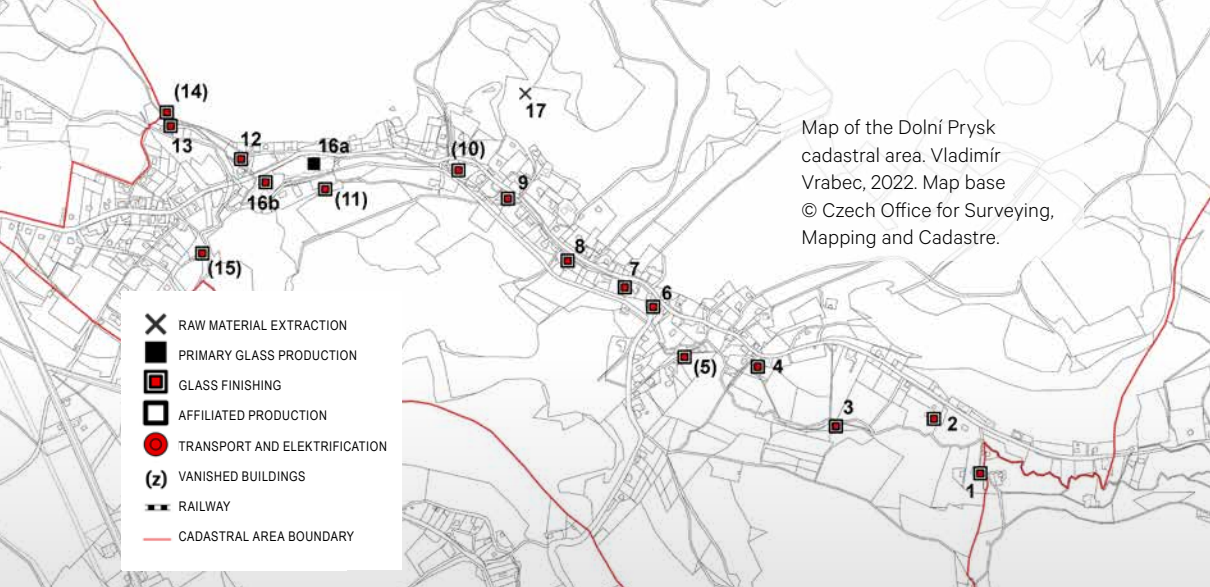 (14)
13
12
16a
17
16b
(11)
(10)
9
(15)
8
7
6
(5)
4
3
2
1
Map of the Dolní Prysk
cadastral area. Vladimír
Vrabec, 2022. Map base
© Czech Office for Surveying,
Mapping and Cadastre.
RAW MATERIAL EXTRACTION
PRIMARY GLASS PRODUCTION
GLASS FINISHING
AFFILIATED PRODUCTION
TRANSPORT AND ELEKTRIFICATION
(z) VANISHED BUILDINGS
RAILWAY
CADASTRAL AREA BOUNDARY